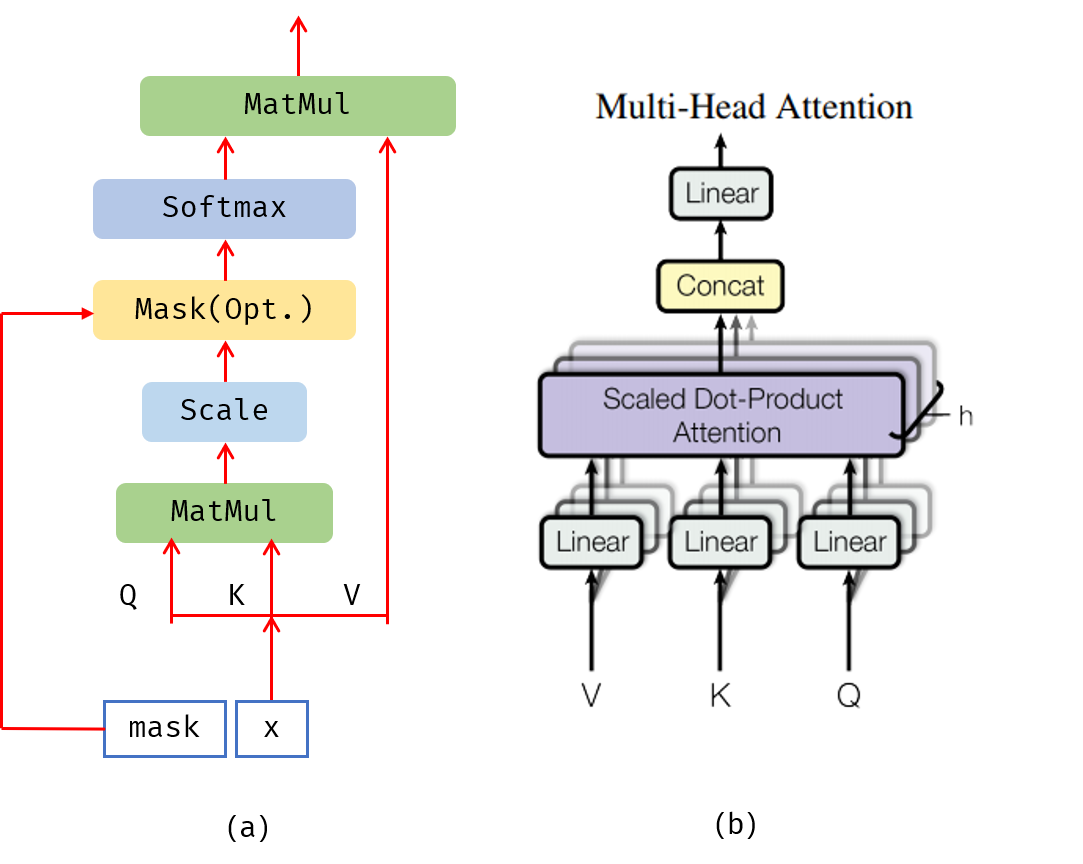 MatMul
Softmax
Mask(Opt.)
Scale
MatMul
Q K V
mask x
(a)
Multi-Head Attention
Linear
Concat
Scaled Dot-Product
Attention
h
Linear Linear Linear
V K Q
(b)